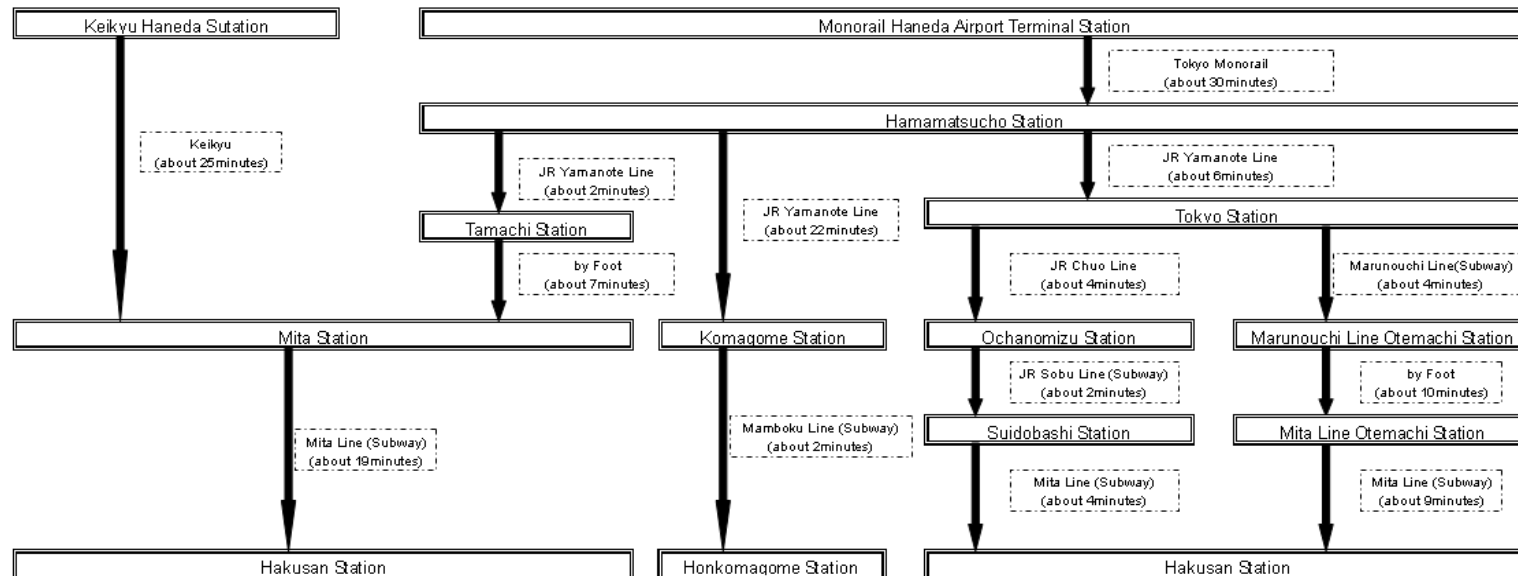 Keikyu Haneda Sutation
Monorail Haneda Airport Terminal Station
Tokyo Monorail
(about 30minutes)
Hamamatsucho Station
Keikyu
(about 25minutes)
JR Yamanote Line
(about 2minutes)
JR Yamanote Line
(about 22minutes)
JR Yamanote Line
(about 6minutes)
Tamachi Station
Tokyo Station
by Foot
(about 7minutes)
JR Chuo Line
(about 4minutes)
Marunouchi Line(Subway)
(about 4minutes)
Mita Station
Komagome Station
Ochanomizu Station
Marunouchi Line Otemachi Station
JR Sobu Line (Subway)
(about 2minutes)
by Foot
(about 10minutes)
Mita Line (Subway)
(about 19minutes)
Mamboku Line (Subway)
(about 2minutes)
Suidobashi Station
Mita Line Otemachi Station
Mita Line (Subway)
(about 4minutes)
Mita Line (Subway)
(about 9minutes)
Hakusan Station
Honkomagome Station
Hakusan Station